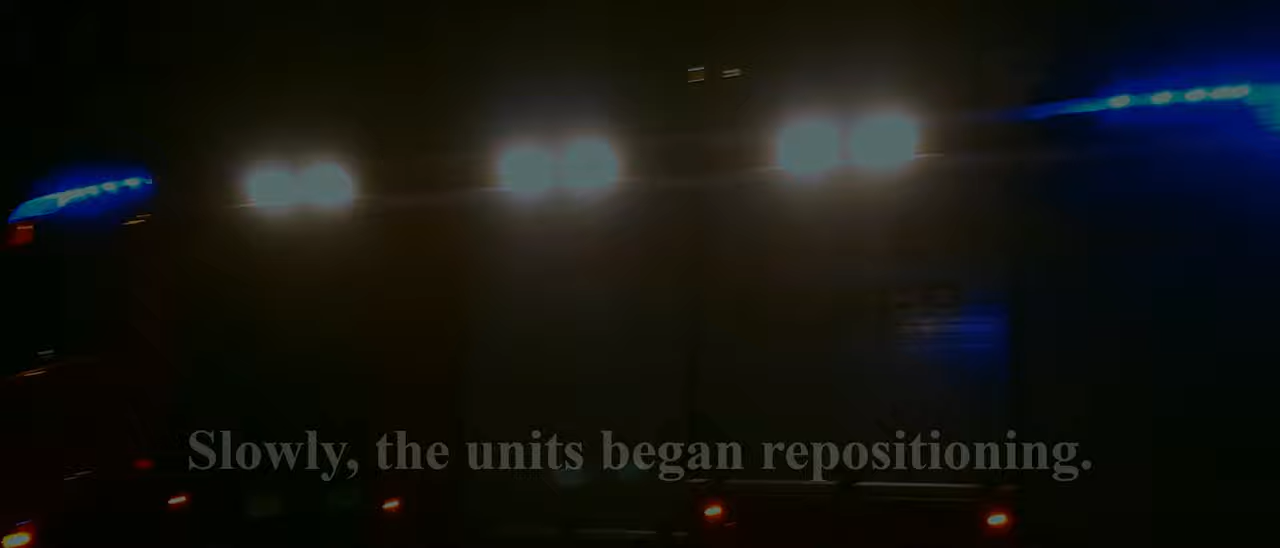 Slowly, the units began repositioning.